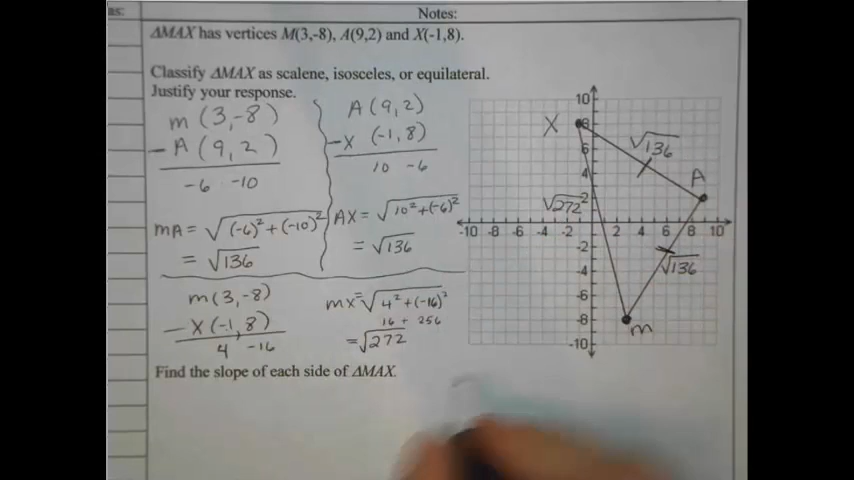 as:
Notes:
ΔMAX has vertices M(3,-8), A(9,2) and X(-1,8).
Classify ΔMAX as scalene, isosceles, or equilateral.
Justify your response.
m (3,-8)
- A (9, 2)
-6 -10
mA = √(-6)² + (-10)²
= √136
A (9, 2)
- X (-1, 8)
10 -6
AX = √10² + (-6)²
= √136
m (3, -8)
- X (-1, 8)
4 -16
mx = √4² + (-16)²
16 + 256
= √272
X
√136
A
√272
√136
m
10
8
6
4
2
-10 -8 -6 -4 -2 2 4 6 8 10
-2
-4
-6
-8
-10
Find the slope of each side of ΔMAX.